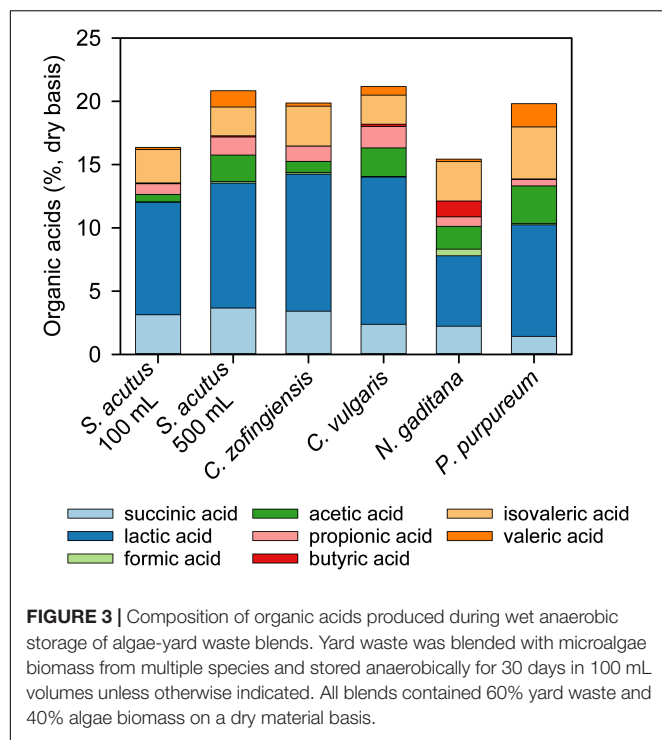 25
20
15
10
5
0
Organic acids (%, dry basis)
S. acutus
100 mL
S. acutus
500 mL
C. zofingiensis
C. vulgaris
N. gaditana
P. purpureum
succinic acid acetic acid isovaleric acid
lactic acid propionic acid valeric acid
formic acid butyric acid
FIGURE 3 | Composition of organic acids produced during wet anaerobic
storage of algae-yard waste blends. Yard waste was blended with microalgae
biomass from multiple species and stored anaerobically for 30 days in 100 mL
volumes unless otherwise indicated. All blends contained 60% yard waste and
40% algae biomass on a dry material basis.